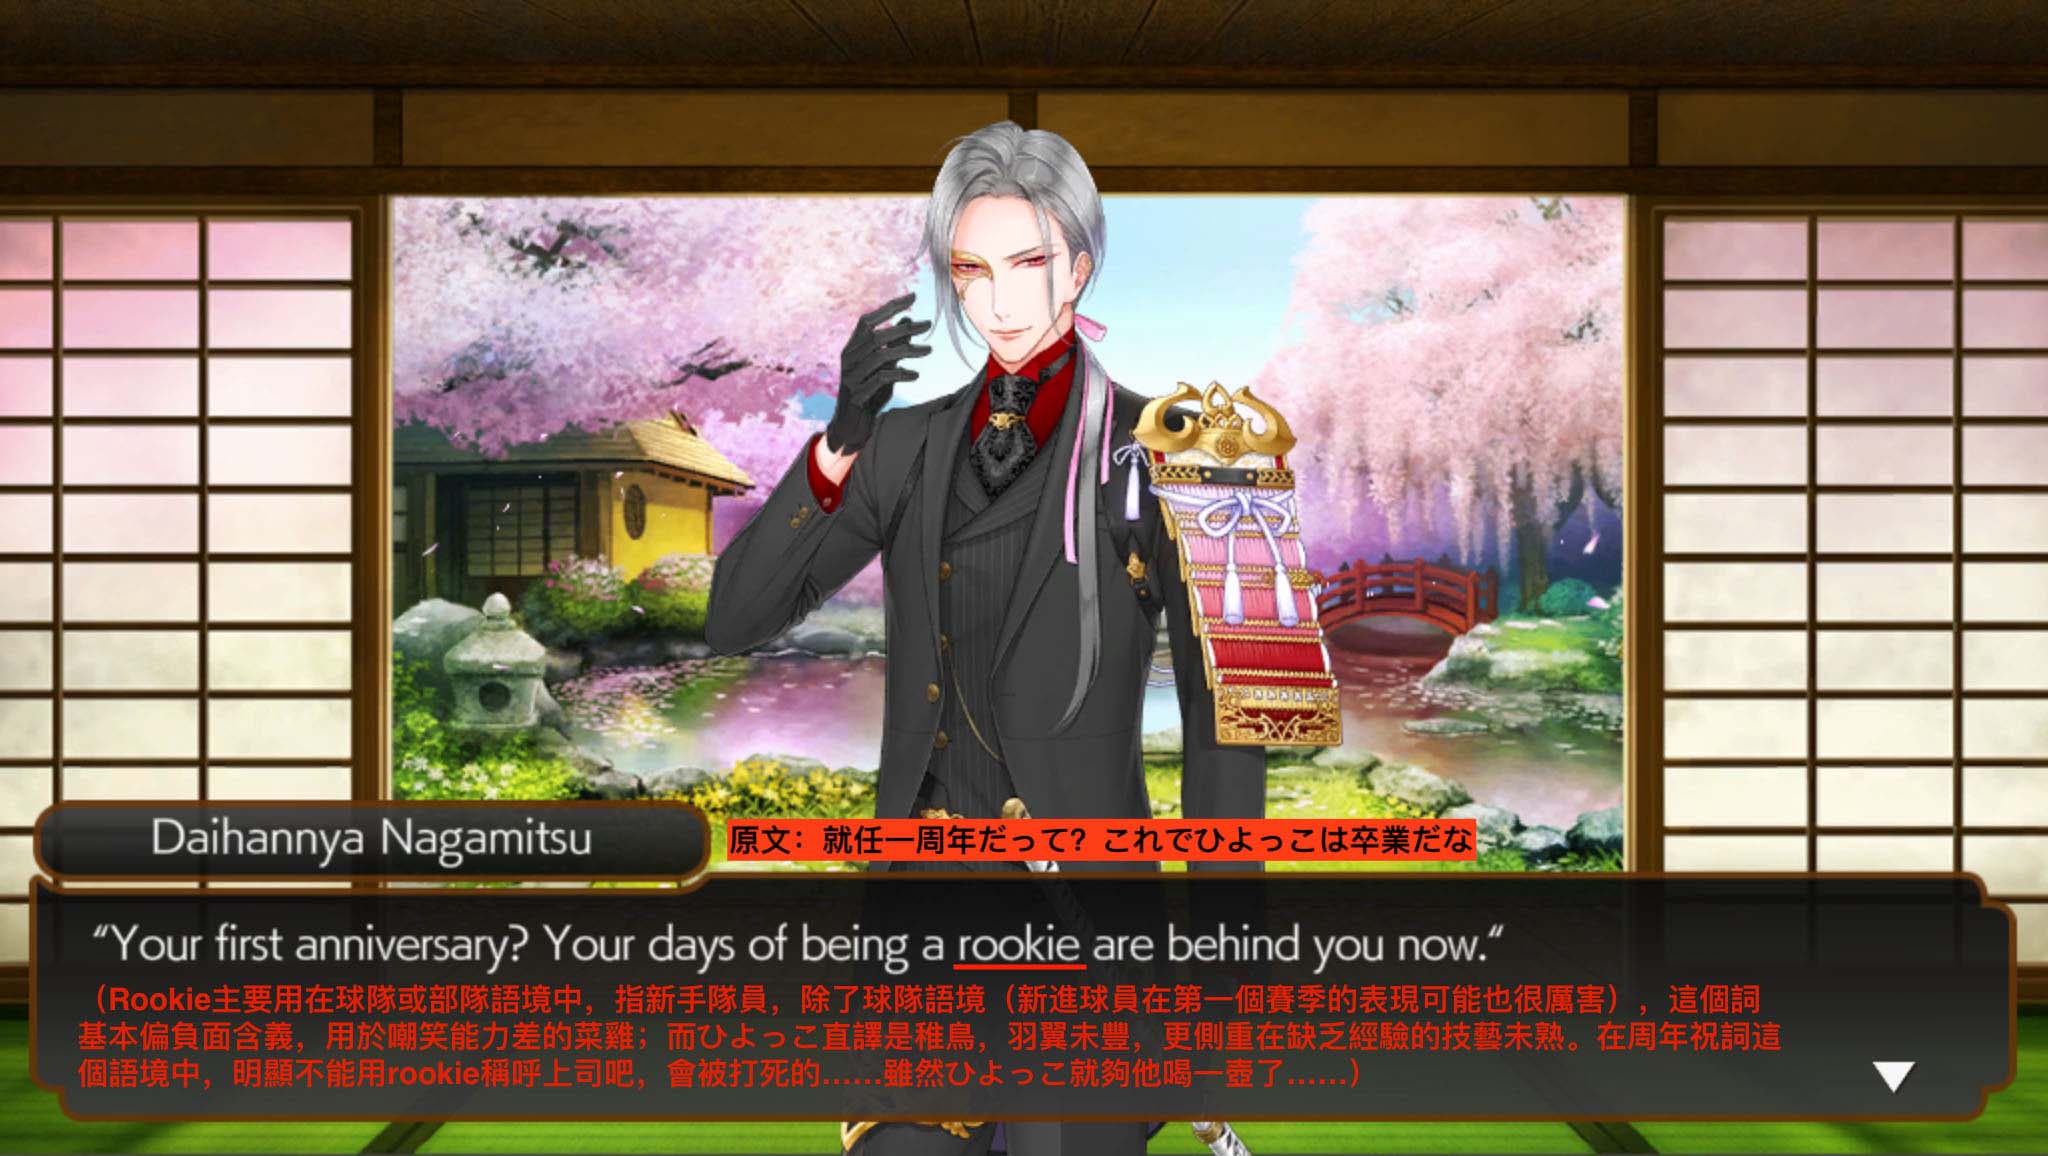 Daihannya Nagamitsu
原文：就任一周年だって？これでひよっこは卒業だな
“Your first anniversary? Your days of being a rookie are behind you now.“
（Rookie主要用在球隊或部隊語境中，指新手隊員，除了球隊語境（新進球員在第一個賽季的表現可能也很厲害），這個詞
基本偏負面含義，用於嘲笑能力差的菜雞；而ひよっこ直譯是稚鳥，羽翼未豐，更側重在缺乏經驗的技藝未熟。在周年祝詞這
個語境中，明顯不能用rookie稱呼上司吧，會被打死的……雖然ひよっこ就夠他喝一壺了……）